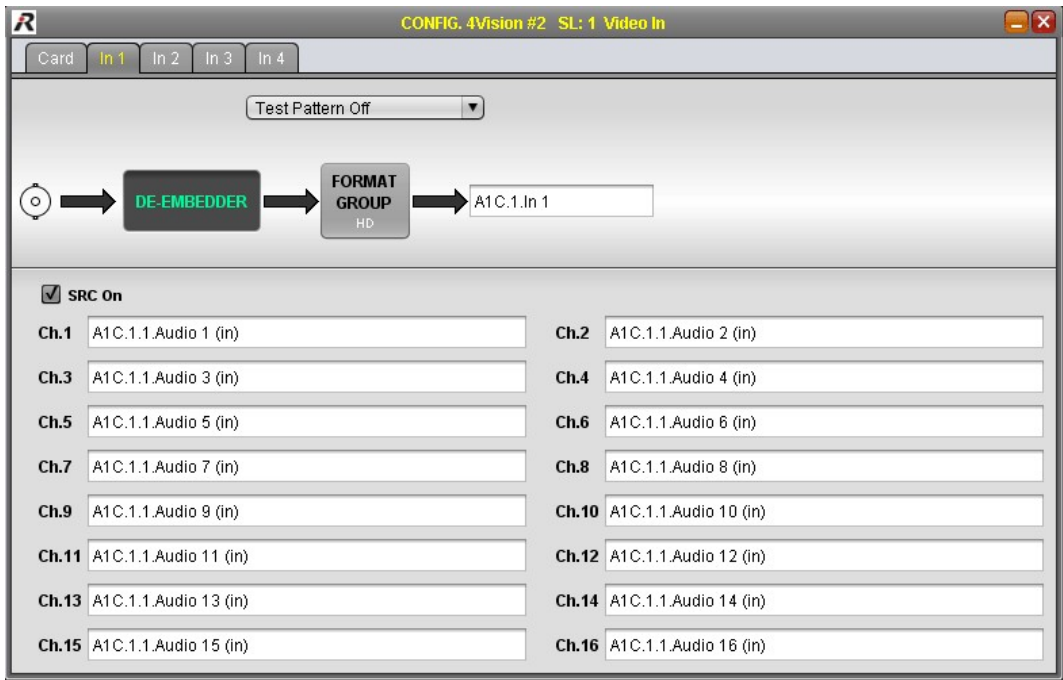 CONFIG. 4Vision #2 SL: 1 Video In
Card In 1 In 2 In 3 In 4
Test Pattern Off
DE-EMBEDDER
FORMAT
GROUP
HD
A1C.1.In 1
SRC On
Ch.1 A1C.1.1.Audio 1 (in) Ch.2 A1C.1.1.Audio 2 (in)
Ch.3 A1C.1.1.Audio 3 (in) Ch.4 A1C.1.1.Audio 4 (in)
Ch.5 A1C.1.1.Audio 5 (in) Ch.6 A1C.1.1.Audio 6 (in)
Ch.7 A1C.1.1.Audio 7 (in) Ch.8 A1C.1.1.Audio 8 (in)
Ch.9 A1C.1.1.Audio 9 (in) Ch.10 A1C.1.1.Audio 10 (in)
Ch.11 A1C.1.1.Audio 11 (in) Ch.12 A1C.1.1.Audio 12 (in)
Ch.13 A1C.1.1.Audio 13 (in) Ch.14 A1C.1.1.Audio 14 (in)
Ch.15 A1C.1.1.Audio 15 (in) Ch.16 A1C.1.1.Audio 16 (in)